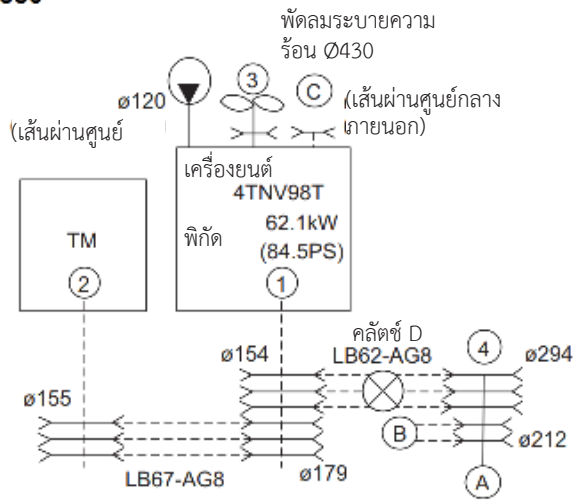 พัดลมระบายความ
ร้อน Ø430
3
C
ø120
(เส้นผ่านศูนย์กลาง
ภายนอก)
(เส้นผ่านศูนย์
เครื่องยนต์
4TNV98T
62.1kW
พิกัด
(84.5PS)
TM
2
1
คลัตช์ D
ø154
LB62-AG8
4
ø294
ø155
B
ø212
LB67-AG8
ø179
A